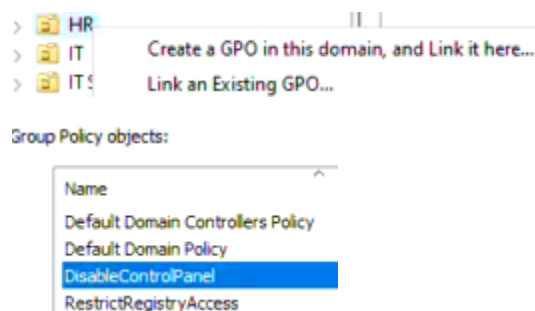 HR
IT
Create a GPO in this domain, and Link it here...
IT S
Link an Existing GPO...
Group Policy objects:
Name
Default Domain Controllers Policy
Default Domain Policy
DisableControlPanel
RestrictRegistryAccess